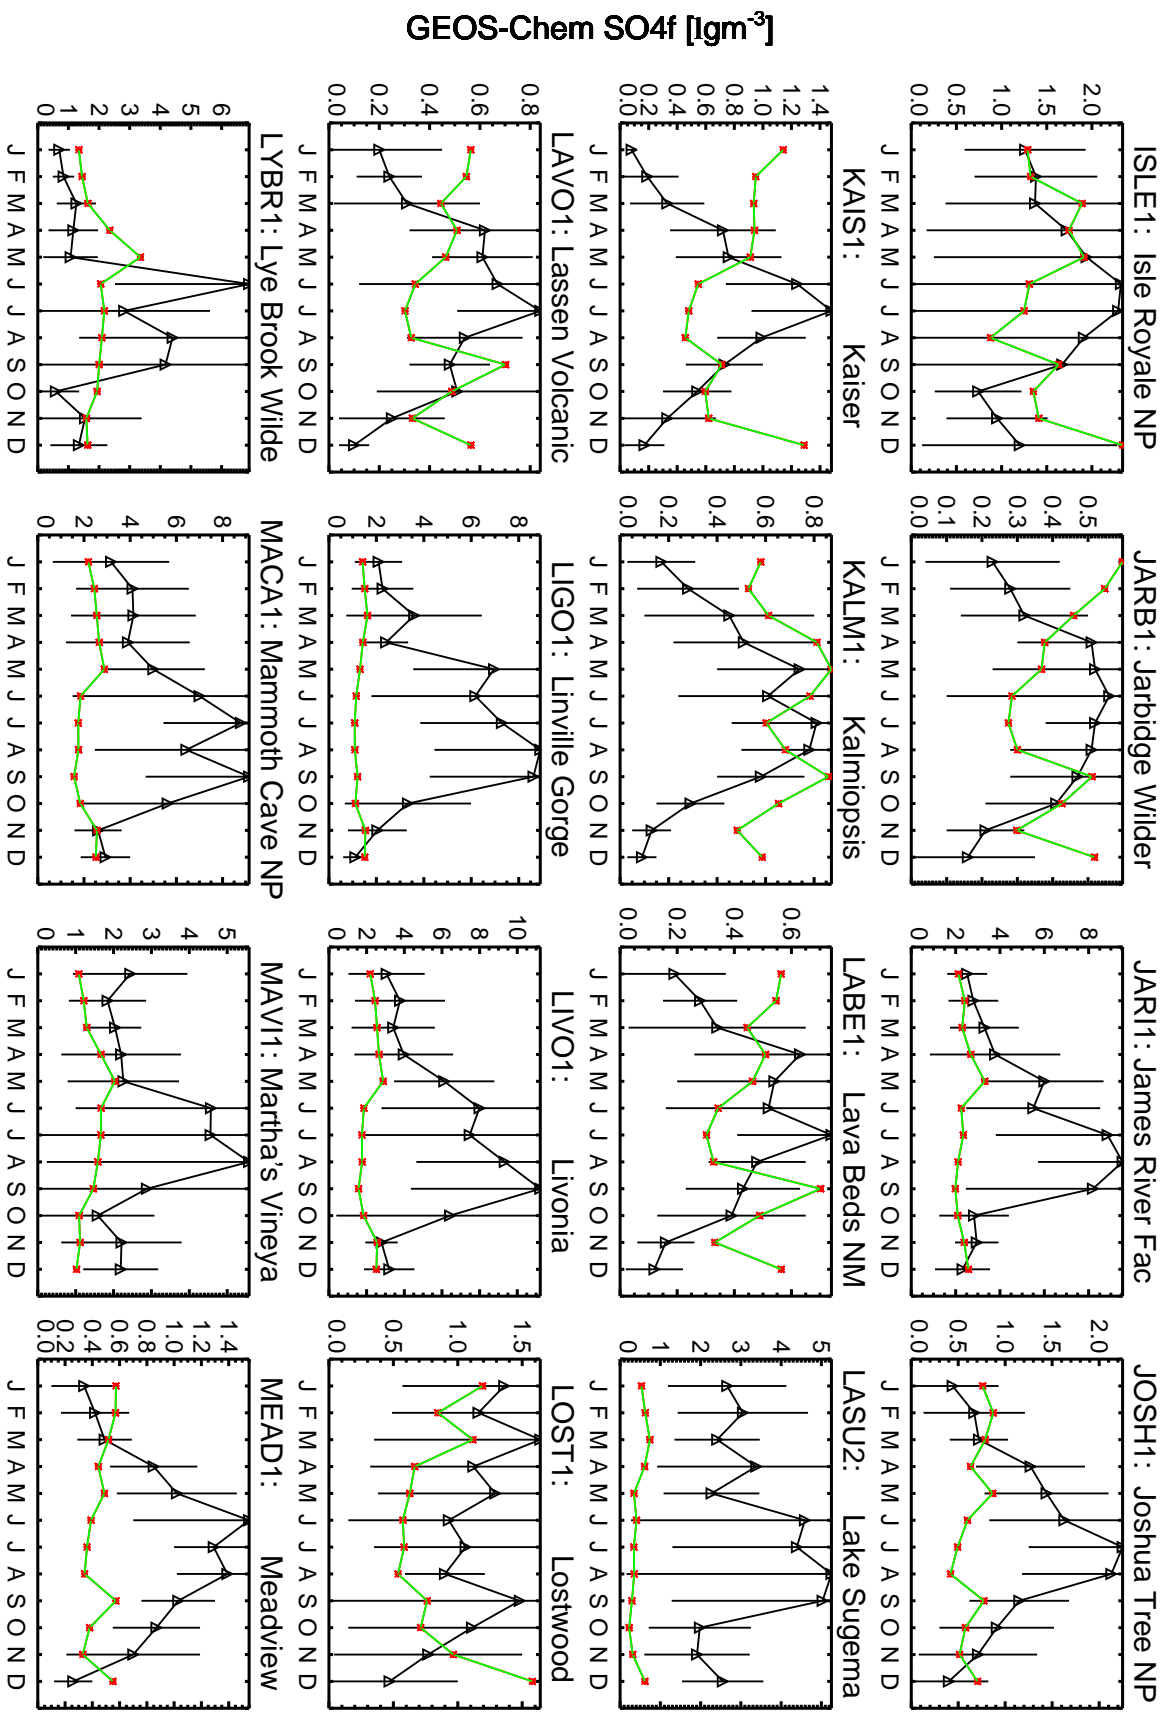 GEOS-Chem SO4f [Igm-3]
ISLE1: Isle Royale NP
0.0 0.5 1.0 1.5 2.0
J F M A M J J A S O N D
JARB1: Jarbidge Wilder
0.0 0.1 0.2 0.3 0.4 0.5
J F M A M J J A S O N D
JARI1: James River Fac
0 2 4 6 8
J F M A M J J A S O N D
JOSH1: Joshua Tree NP
0.0 0.5 1.0 1.5 2.0
J F M A M J J A S O N D
KAIS1: Kaiser
0.0 0.2 0.4 0.6 0.8 1.0 1.2 1.4
J F M A M J J A S O N D
KALM1: Kalmiopsis
0.0 0.2 0.4 0.6 0.8
J F M A M J J A S O N D
LABE1: Lava Beds NM
0.0 0.2 0.4 0.6
J F M A M J J A S O N D
LASU2: Lake Sugema
0 1 2 3 4 5
J F M A M J J A S O N D
LAVO1: Lassen Volcanic
0.0 0.2 0.4 0.6 0.8
J F M A M J J A S O N D
LIGO1: Linville Gorge
0 2 4 6 8
J F M A M J J A S O N D
LIVO1: Livonia
0 2 4 6 8 10
J F M A M J J A S O N D
LOST1: Lostwood
0.0 0.5 1.0 1.5
J F M A M J J A S O N D
LYBR1: Lye Brook Wilde
0 1 2 3 4 5 6
J F M A M J J A S O N D
MACA1: Mammoth Cave NP
0 2 4 6 8
J F M A M J J A S O N D
MAVI1: Martha's Vineya
0 1 2 3 4 5
J F M A M J J A S O N D
MEAD1: Meadview
0.0 0.2 0.4 0.6 0.8 1.0 1.2 1.4
J F M A M J J A S O N D